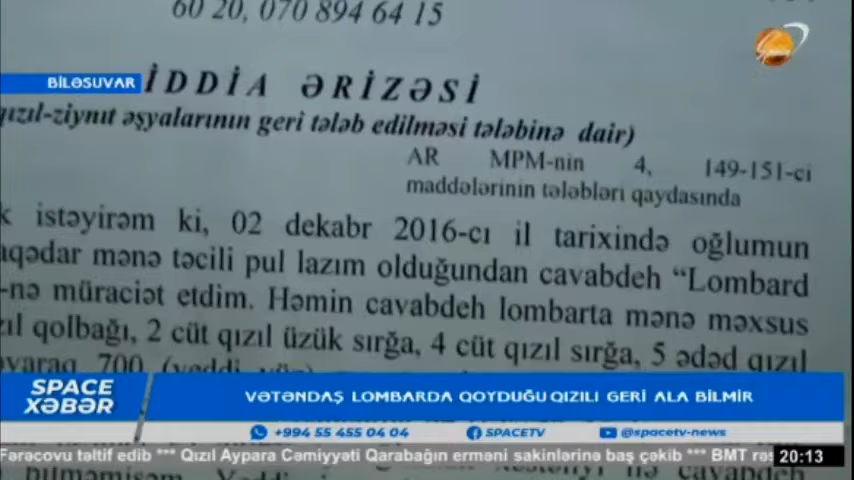 60 20, 070 894 64 15
BİLƏSUVAR
İDDİA ƏRİZƏSİ
qızıl-ziynıt əşyalarının geri tələb edilməsi tələbinə dair)
AR MPM-nin 4, 149-151-ci
maddələrinin tələbləri qaydasında
istəyirəm ki, 02 dekabr 2016-cı il tarixində oğlumun
mənə təcili pul lazım olduğundan cavabdeh “Lombard
-nə müraciət etdim. Həmin cavabdeh lombarta mənə məxsus
qolbağı, 2 cüt qızıl üzük sırğa, 4 cüt qızıl sırğa, 5 ədəd qızıl
700
SPACE
XƏBƏR
VƏTƏNDAŞ LOMBARDA QOYDUĞU QIZILI GERİ ALA BİLMİR
+994 55 455 04 04
SPACETV
@spacetv-news
Fərəcovu təltif edib *** Qızıl Aypara Cəmiyyəti Qarabağın erməni sakinlərinə baş çəkib *** BMT
20:13
cavabdeh